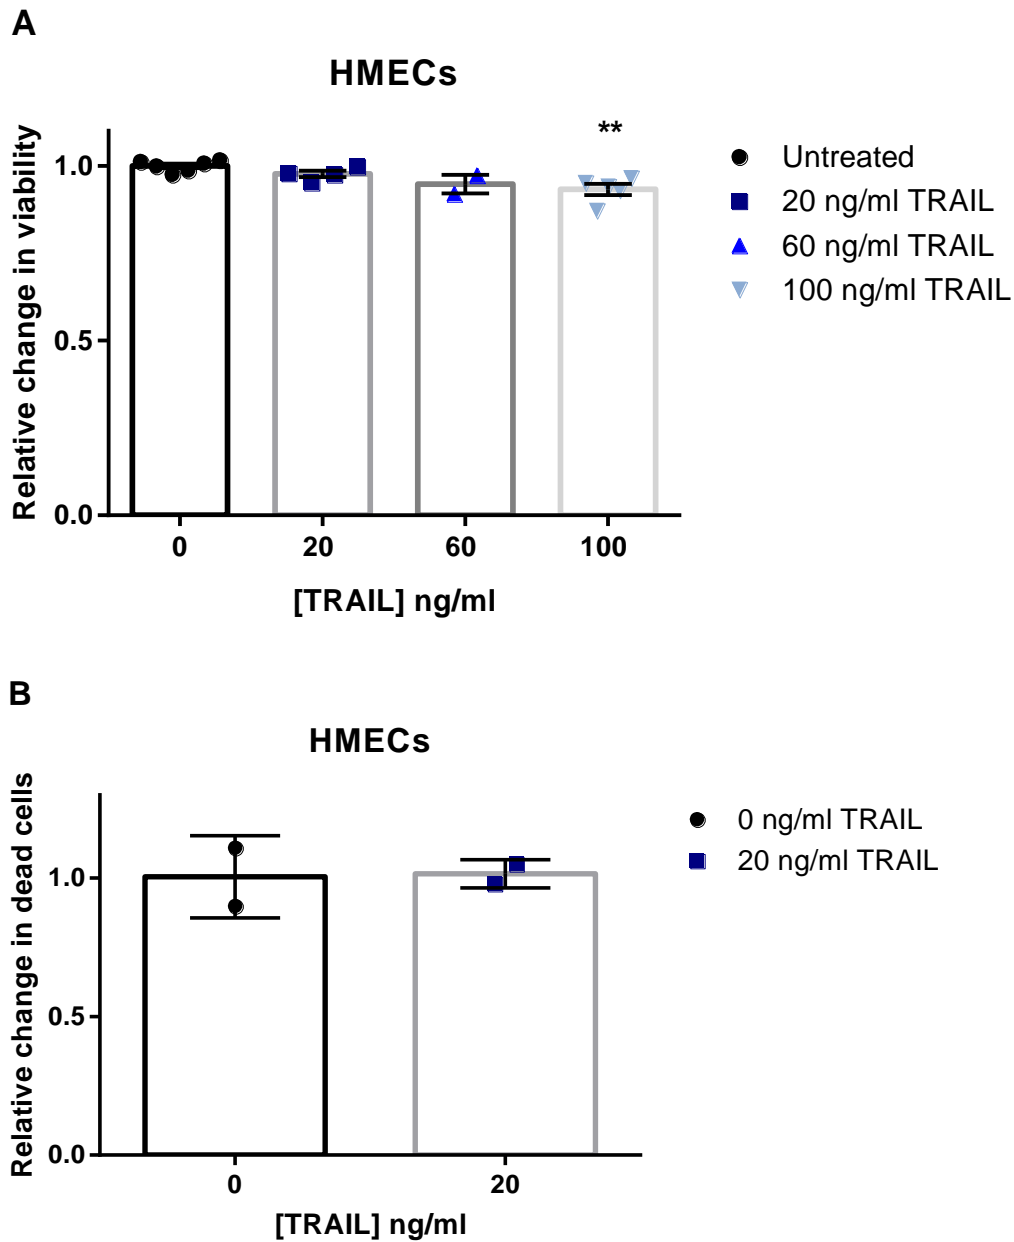 A
HMECs
**
Relative change in viability
1.0
0.5
0.0
0
20
60
100
[TRAIL] ng/ml
Untreated
20 ng/ml TRAIL
60 ng/ml TRAIL
100 ng/ml TRAIL
B
HMECs
Relative change in dead cells
1.0
0.5
0.0
0
20
[TRAIL] ng/ml
0 ng/ml TRAIL
20 ng/ml TRAIL